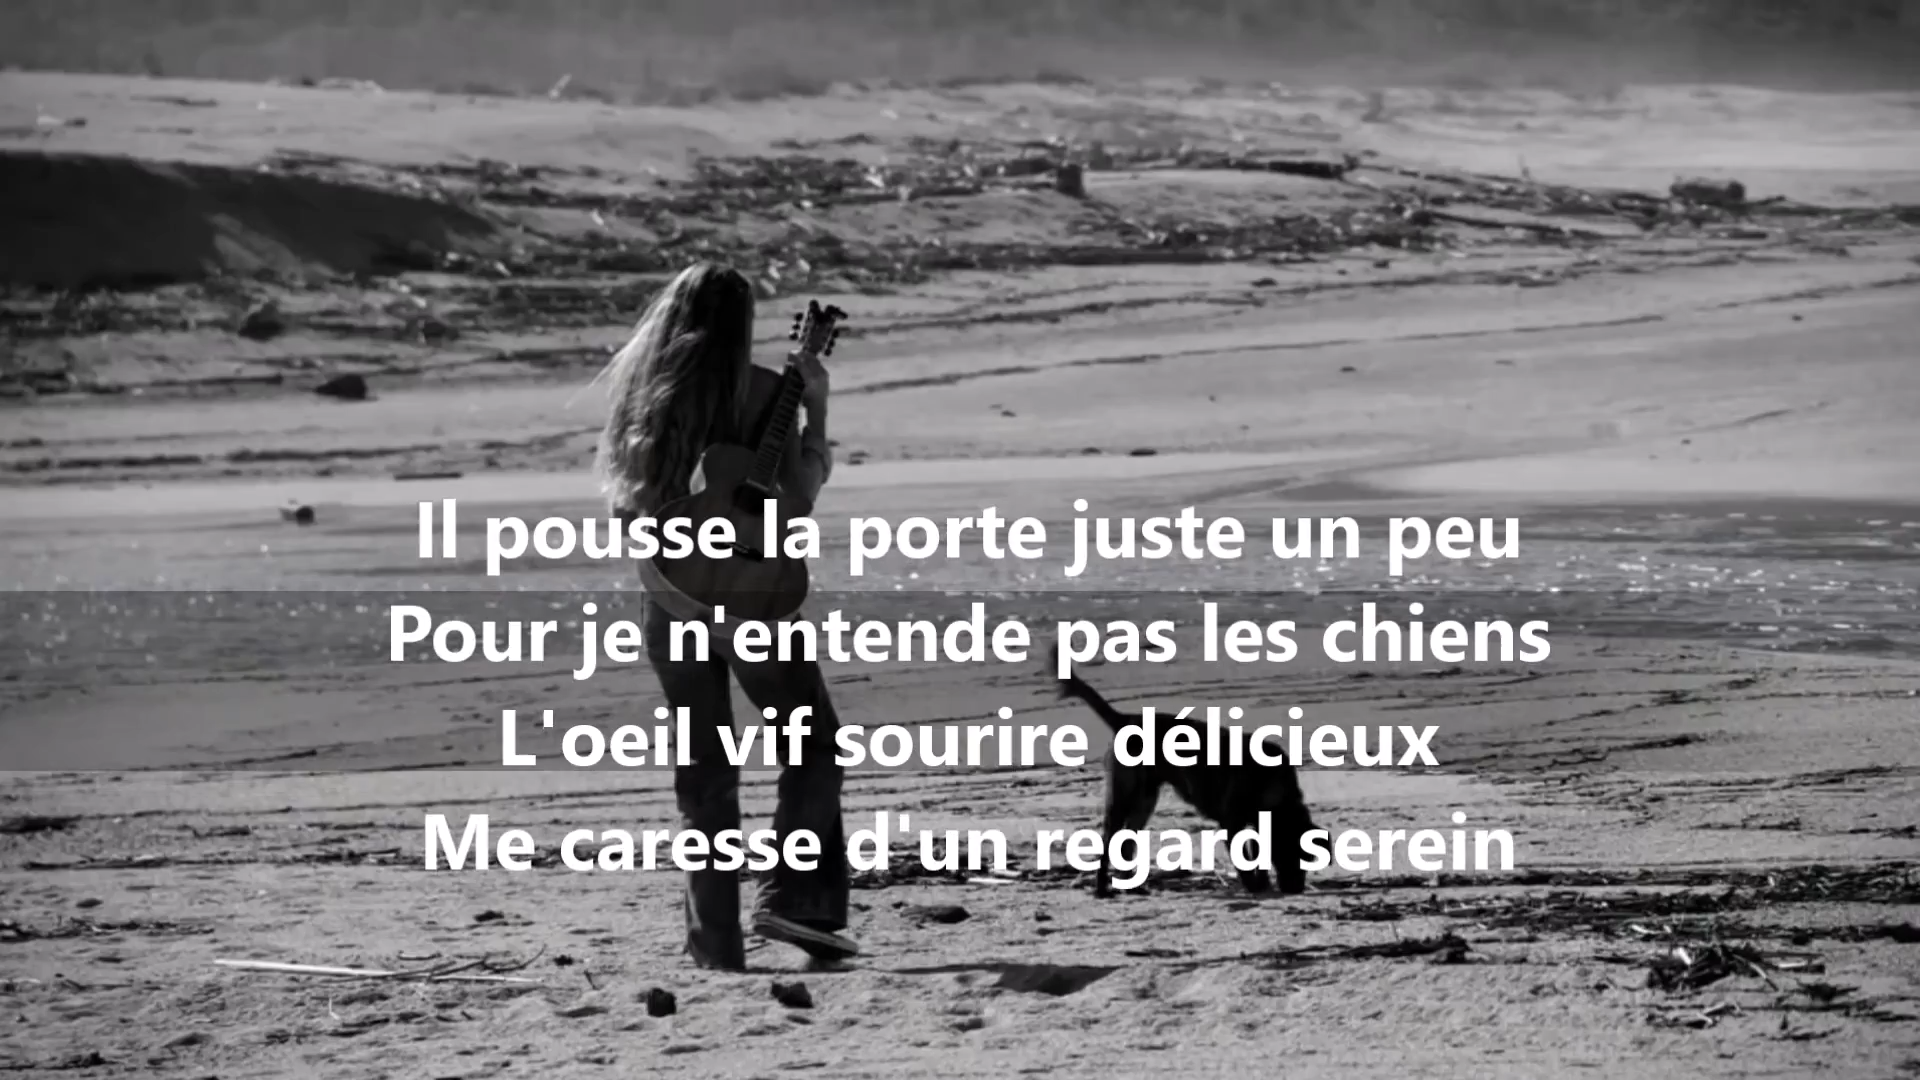 Il pousse la porte juste un peu
Pour je n'entende pas les chiens
L'oeil vif sourire délicieux
Me caresse d'un regard serein